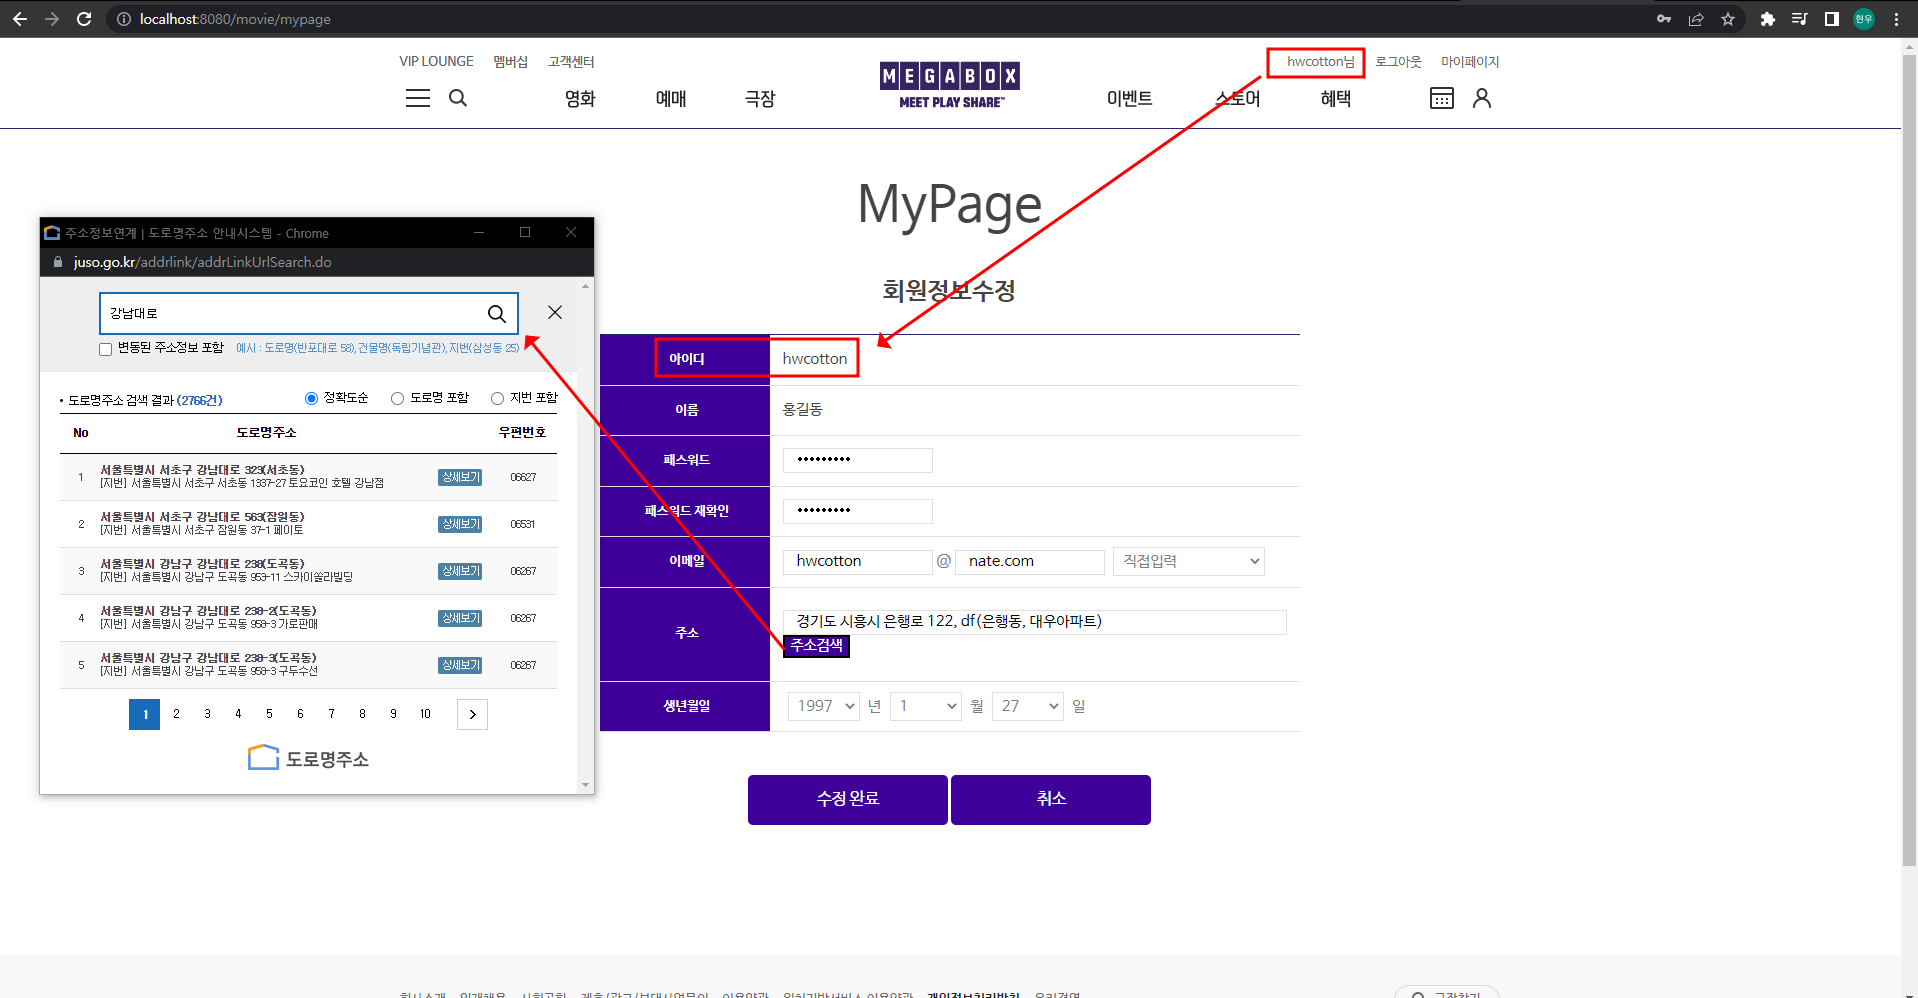 localhost:8080/movie/mypage
현우
VIP LOUNGE 멤버십 고객센터
MEGABOX
MEET PLAY SHARE™
hwcotton님 로그아웃 마이페이지
영화 예매 극장 이벤트 스토어 혜택
MyPage
회원정보수정
주소정보연계 | 도로명주소 안내시스템 - Chrome
juso.go.kr/addrlink/addrLinkUrlSearch.do
강남대로
변동된 주소정보 포함 예시 : 도로명(반포대로 58), 건물명(독립기념관), 지번(삼성동 25)
• 도로명주소 검색 결과 (2766건) 정확도순 도로명 포함 지번 포함
No 도로명주소 우편번호
1 서울특별시 서초구 강남대로 323(서초동) 상세보기 06627
[지번] 서울특별시 서초구 서초동 1337-27 토요코인 호텔 강남점
2 서울특별시 서초구 강남대로 563(잠원동) 상세보기 06531
[지번] 서울특별시 서초구 잠원동 37-1 페이토
3 서울특별시 강남구 강남대로 238(도곡동) 상세보기 06267
[지번] 서울특별시 강남구 도곡동 953-11 스카이쏠라빌딩
4 서울특별시 강남구 강남대로 238-2(도곡동) 상세보기 06267
[지번] 서울특별시 강남구 도곡동 959-3 가로판매
5 서울특별시 강남구 강남대로 238-3(도곡동) 상세보기 06267
[지번] 서울특별시 강남구 도곡동 959-3 구두수선
1 2 3 4 5 6 7 8 9 10 >
도로명주소
아이디 hwcotton
이름 홍길동
패스워드 •••••••••
패스워드 재확인 •••••••••
이메일 hwcotton @ nate.com 직접입력
주소 경기도 시흥시 은행로 122, df(은행동, 대우아파트)
주소검색
생년월일 1997 년 1 월 27 일
수정 완료 취소